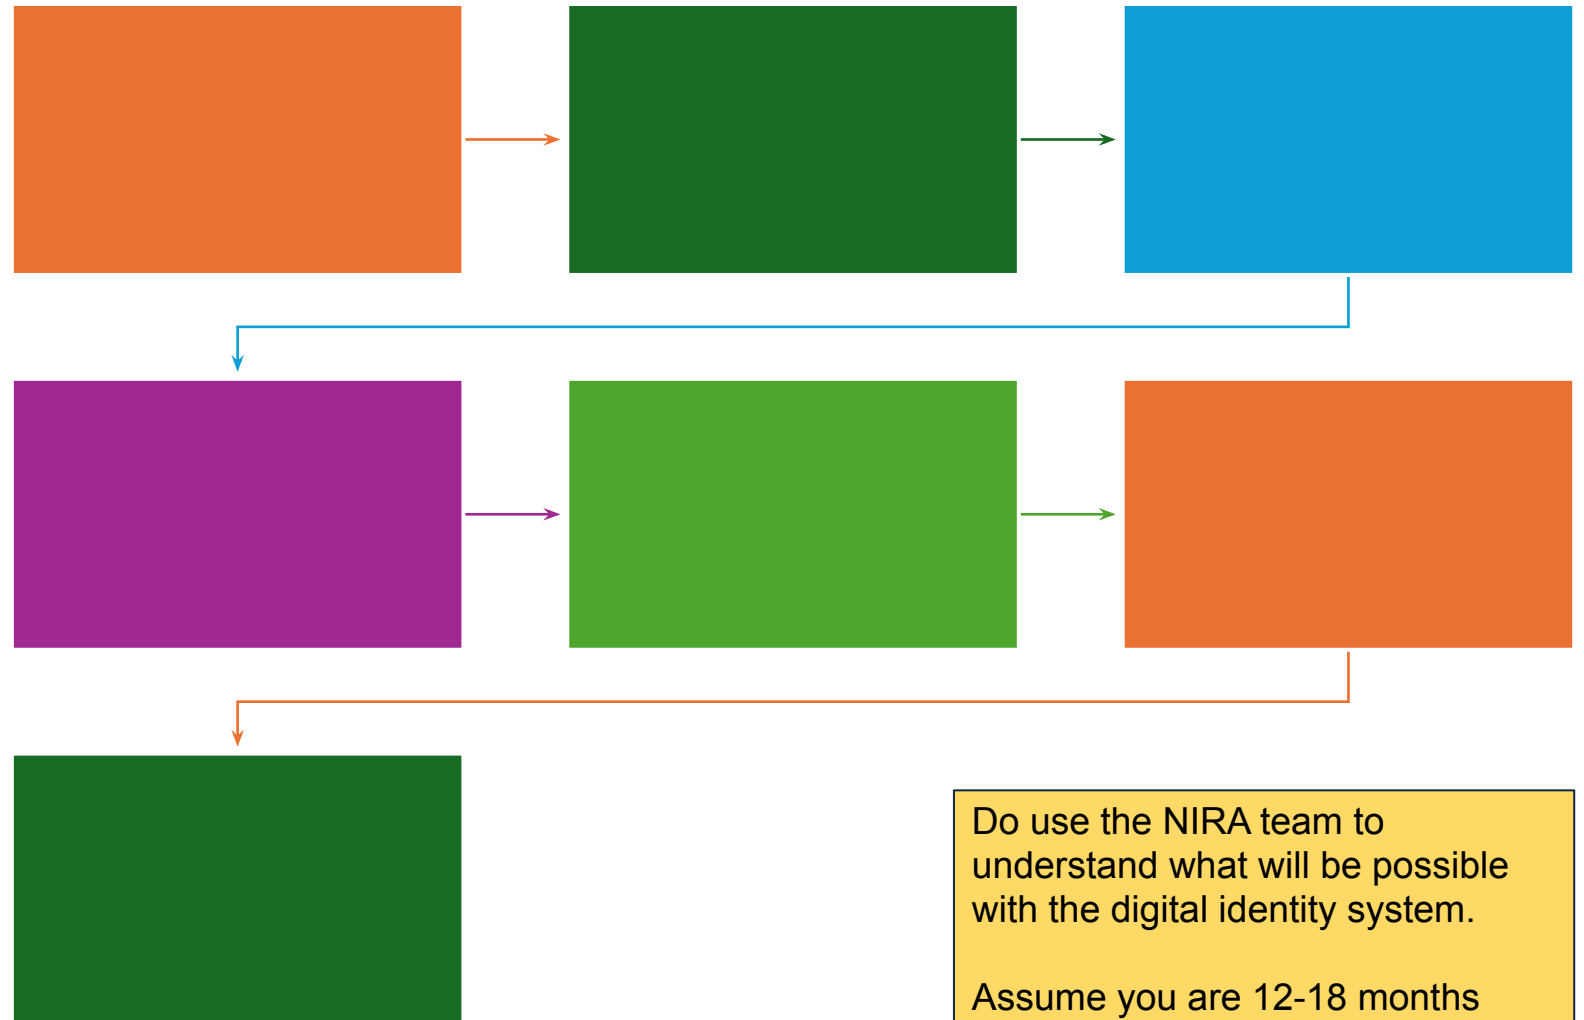 Do use the NIRA team to
understand what will be possible
with the digital identity system.
Assume you are 12-18 months